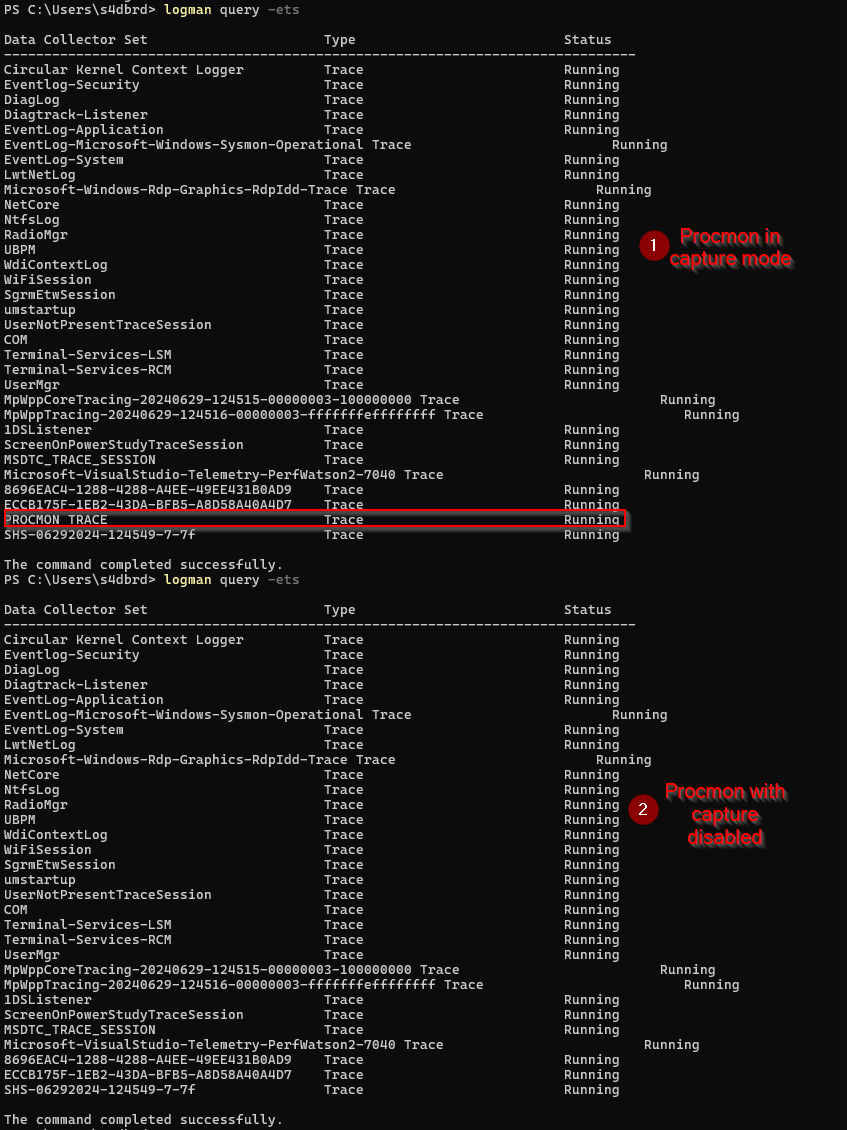 PS C:\Users\s4dbrd> logman query -ets
Data Collector Set Type Status
-------------------------------------------------------------------------------
Circular Kernel Context Logger Trace Running
Eventlog-Security Trace Running
DiagLog Trace Running
Diagtrack-Listener Trace Running
EventLog-Application Trace Running
EventLog-Microsoft-Windows-Sysmon-Operational Trace Running
EventLog-System Trace Running
LwtNetLog Trace Running
Microsoft-Windows-Rdp-Graphics-RdpIdd-Trace Trace Running
NetCore Trace Running
NtfsLog Trace Running
RadioMgr Trace Running
UBPM Trace Running
WdiContextLog Trace Running
WiFiSession Trace Running
SgrmEtwSession Trace Running
umstartup Trace Running
UserNotPresentTraceSession Trace Running
COM Trace Running
Terminal-Services-LSM Trace Running
Terminal-Services-RCM Trace Running
UserMgr Trace Running
MpWppCoreTracing-20240629-124515-00000003-100000000 Trace Running
MpWppTracing-20240629-124516-00000003-fffffffeffffffff Trace Running
1DSListener Trace Running
ScreenOnPowerStudyTraceSession Trace Running
MSDTC_TRACE_SESSION Trace Running
Microsoft-VisualStudio-Telemetry-PerfWatson2-7040 Trace Running
8696EAC4-1288-4288-A4EE-49EE431B0AD9 Trace Running
ECCB175F-1EB2-43DA-BFB5-A8D58A40A4D7 Trace Running
PROCMON TRACE Trace Running
SHS-06292024-124549-7-7f Trace Running
1
Procmon in
capture mode
The command completed successfully.
PS C:\Users\s4dbrd> logman query -ets
Data Collector Set Type Status
-------------------------------------------------------------------------------
Circular Kernel Context Logger Trace Running
Eventlog-Security Trace Running
DiagLog Trace Running
Diagtrack-Listener Trace Running
EventLog-Application Trace Running
EventLog-Microsoft-Windows-Sysmon-Operational Trace Running
EventLog-System Trace Running
LwtNetLog Trace Running
Microsoft-Windows-Rdp-Graphics-RdpIdd-Trace Trace Running
NetCore Trace Running
NtfsLog Trace Running
RadioMgr Trace Running
UBPM Trace Running
WdiContextLog Trace Running
WiFiSession Trace Running
SgrmEtwSession Trace Running
umstartup Trace Running
UserNotPresentTraceSession Trace Running
COM Trace Running
Terminal-Services-LSM Trace Running
Terminal-Services-RCM Trace Running
UserMgr Trace Running
MpWppCoreTracing-20240629-124515-00000003-100000000 Trace Running
MpWppTracing-20240629-124516-00000003-fffffffeffffffff Trace Running
1DSListener Trace Running
ScreenOnPowerStudyTraceSession Trace Running
MSDTC_TRACE_SESSION Trace Running
Microsoft-VisualStudio-Telemetry-PerfWatson2-7040 Trace Running
8696EAC4-1288-4288-A4EE-49EE431B0AD9 Trace Running
ECCB175F-1EB2-43DA-BFB5-A8D58A40A4D7 Trace Running
SHS-06292024-124549-7-7f Trace Running
2
Procmon with
capture
disabled
The command completed successfully.